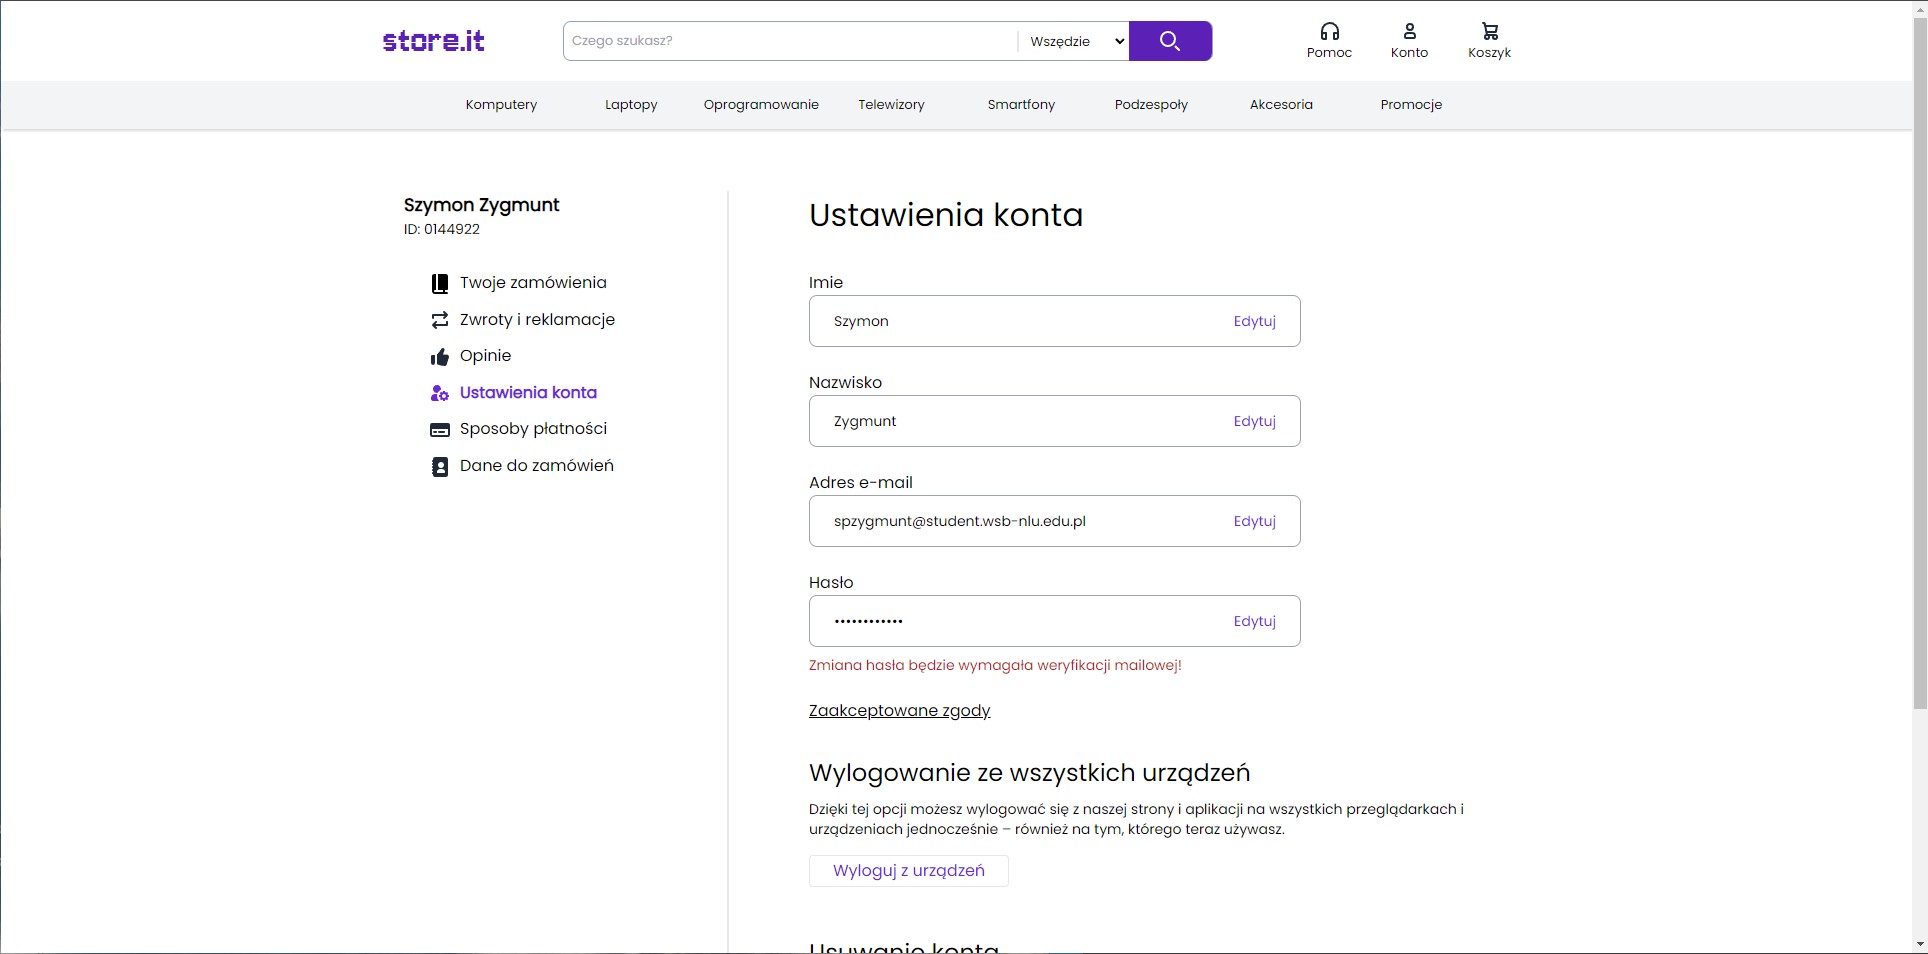 store.it
Czego szukasz?
Wszędzie
Pomoc
Konto
Koszyk
Komputery
Laptopy
Oprogramowanie
Telewizory
Smartfony
Podzespoły
Akcesoria
Promocje
Szymon Zygmunt
ID: 0144922
Twoje zamówienia
Zwroty i reklamacje
Opinie
Ustawienia konta
Sposoby płatności
Dane do zamówień
Ustawienia konta
Imie
Szymon Edytuj
Nazwisko
Zygmunt Edytuj
Adres e-mail
spzygmunt@student.wsb-nlu.edu.pl Edytuj
Hasło
•••••••••••• Edytuj
Zmiana hasła będzie wymagała weryfikacji mailowej!
Zaakceptowane zgody
Wylogowanie ze wszystkich urządzeń
Dzięki tej opcji możesz wylogować się z naszej strony i aplikacji na wszystkich przeglądarkach i
urządzeniach jednocześnie – również na tym, którego teraz używasz.
Wyloguj z urządzeń
Usuwanie konta